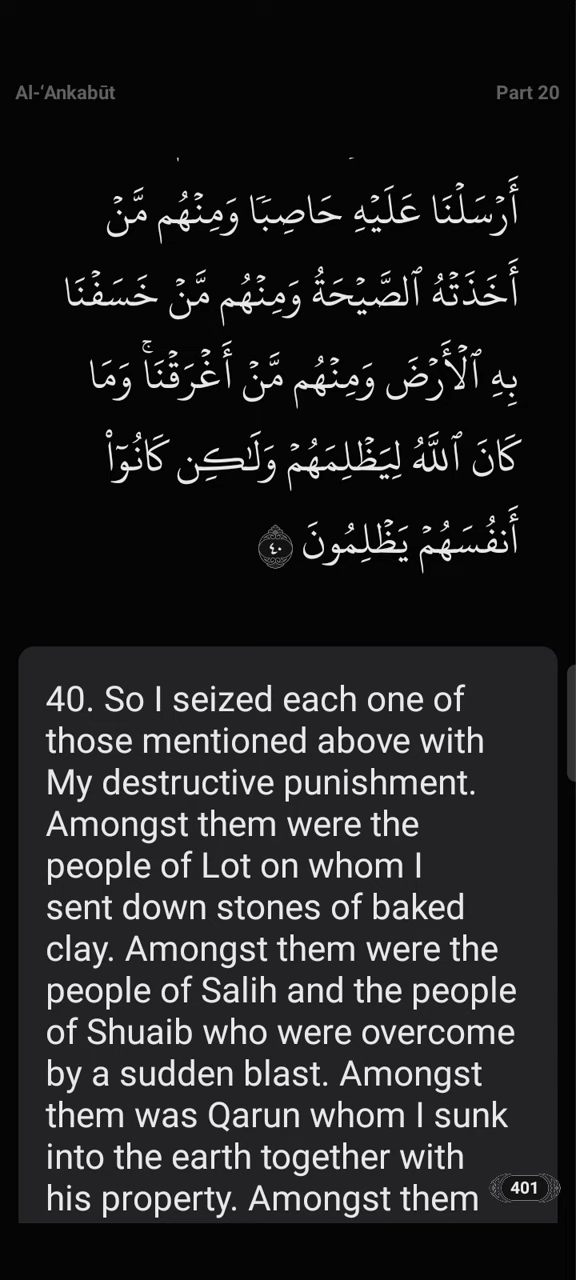 Al-‘Ankabūt
Part 20
أَرۡسَلۡنَا عَلَيۡهِ حَاصِبٗا وَمِنۡهُم مَّنۡ
أَخَذَتۡهُ ٱلصَّيۡحَةُ وَمِنۡهُم مَّنۡ خَسَفۡنَا
بِهِ ٱلۡأَرۡضَ وَمِنۡهُم مَّنۡ أَغۡرَقۡنَاۚ وَمَا
كَانَ ٱللَّهُ لِيَظۡلِمَهُمۡ وَلَٰكِن كَانُوٓاْ
أَنفُسَهُمۡ يَظۡلِمُونَ ٤٠
40. So I seized each one of
those mentioned above with
My destructive punishment.
Amongst them were the
people of Lot on whom I
sent down stones of baked
clay. Amongst them were the
people of Salih and the people
of Shuaib who were overcome
by a sudden blast. Amongst
them was Qarun whom I sunk
into the earth together with
his property. Amongst them
401